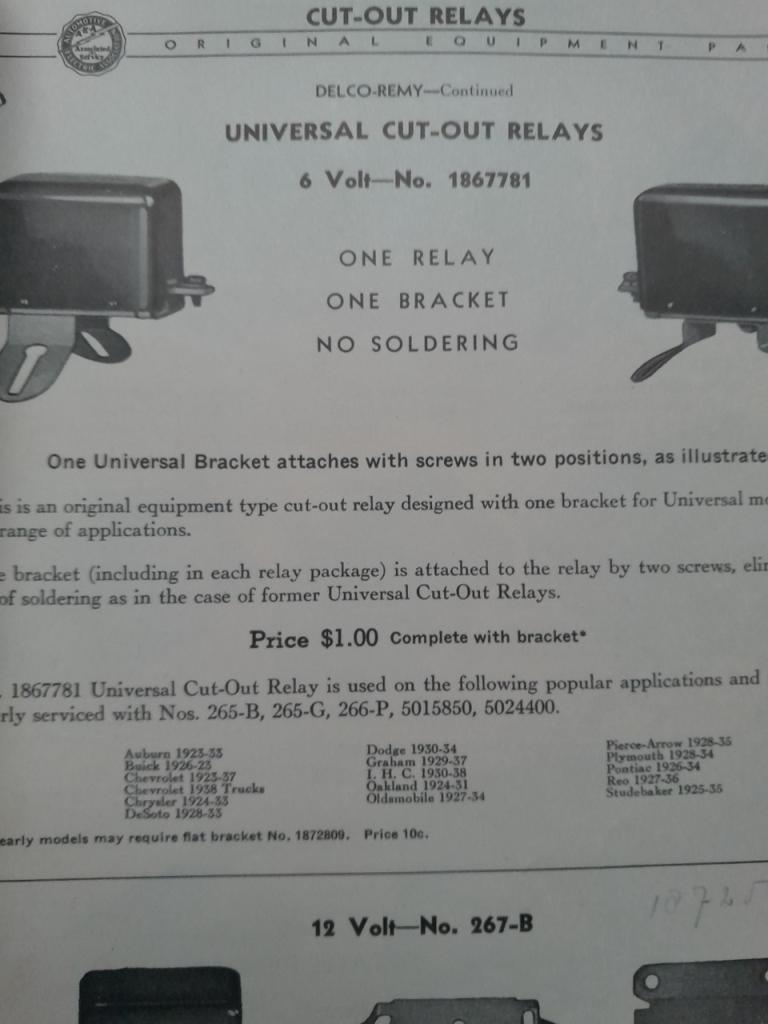 CUT-OUT RELAYS
AUTOMOTIVE
ORIGINAL EQUIPMENT PA
DELCO-REMY—Continued
UNIVERSAL CUT-OUT RELAYS
6 Volt—No. 1867781
ONE RELAY
ONE BRACKET
NO SOLDERING
One Universal Bracket attaches with screws in two positions, as illustrate
is is an original equipment type cut-out relay designed with one bracket for Universal mo
range of applications.
e bracket (including in each relay package) is attached to the relay by two screws, elim
of soldering as in the case of former Universal Cut-Out Relays.
Price $1.00 Complete with bracket*
. 1867781 Universal Cut-Out Relay is used on the following popular applications and
rly serviced with Nos. 265-B, 265-G, 266-P, 5015850, 5024400.
Auburn 1923-33
Buick 1926-23
Chevrolet 1923-37
Chevrolet 1938 Trucks
Chrysler 1924-33
DeSoto 1928-33
Dodge 1930-34
Graham 1929-37
I. H. C. 1930-38
Oakland 1924-31
Oldsmobile 1927-34
Pierce-Arrow 1928-35
Plymouth 1928-34
Pontiac 1926-34
Reo 1927-36
Studebaker 1925-35
early models may require flat bracket No. 1872809. Price 10c.
12 Volt—No. 267-B